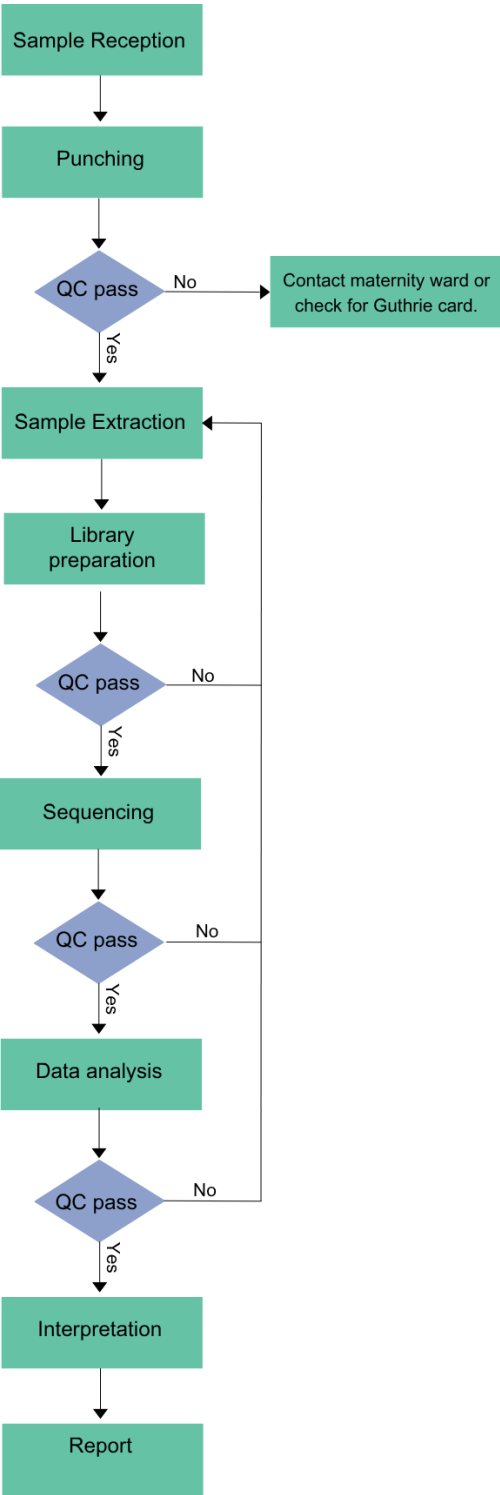 Sample Reception
Punching
QC pass
No
Contact maternity ward or
check for Guthrie card.
Yes
Sample Extraction
Library
preparation
QC pass
No
Yes
Sequencing
QC pass
No
Yes
Data analysis
QC pass
No
Yes
Interpretation
Report